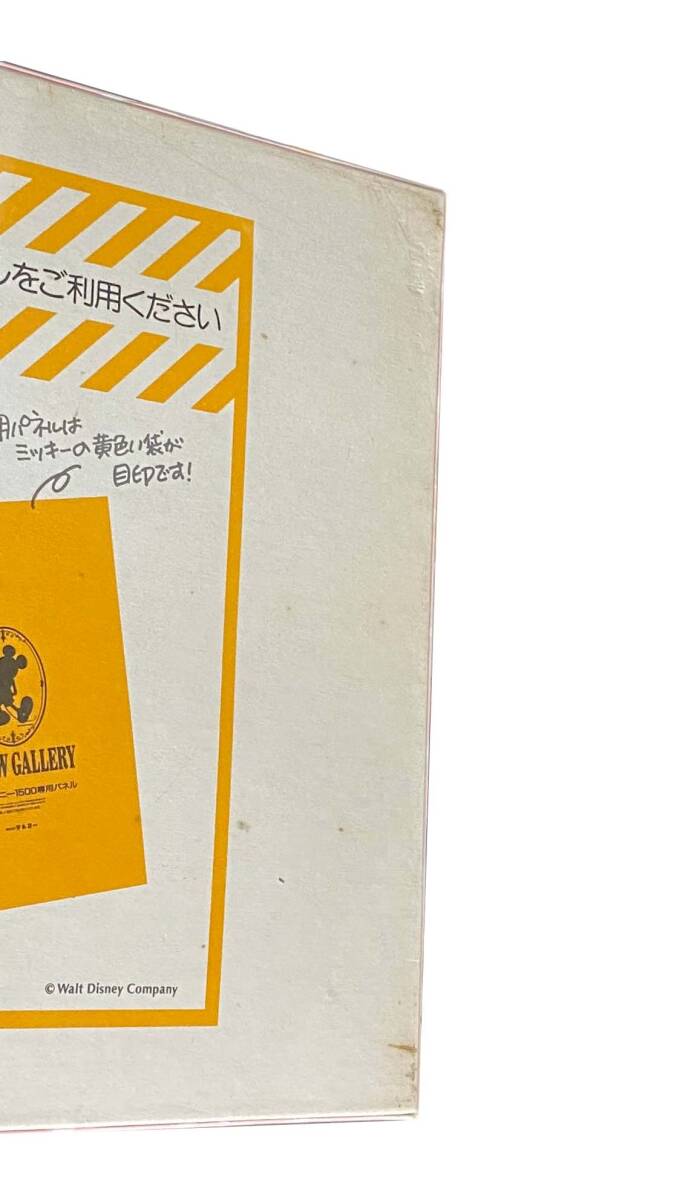 をご利用ください
用パネルは
ミッキーの黄色い袋が
目印です!
GALLERY
ニー1500専用パネル
© Walt Disney Company